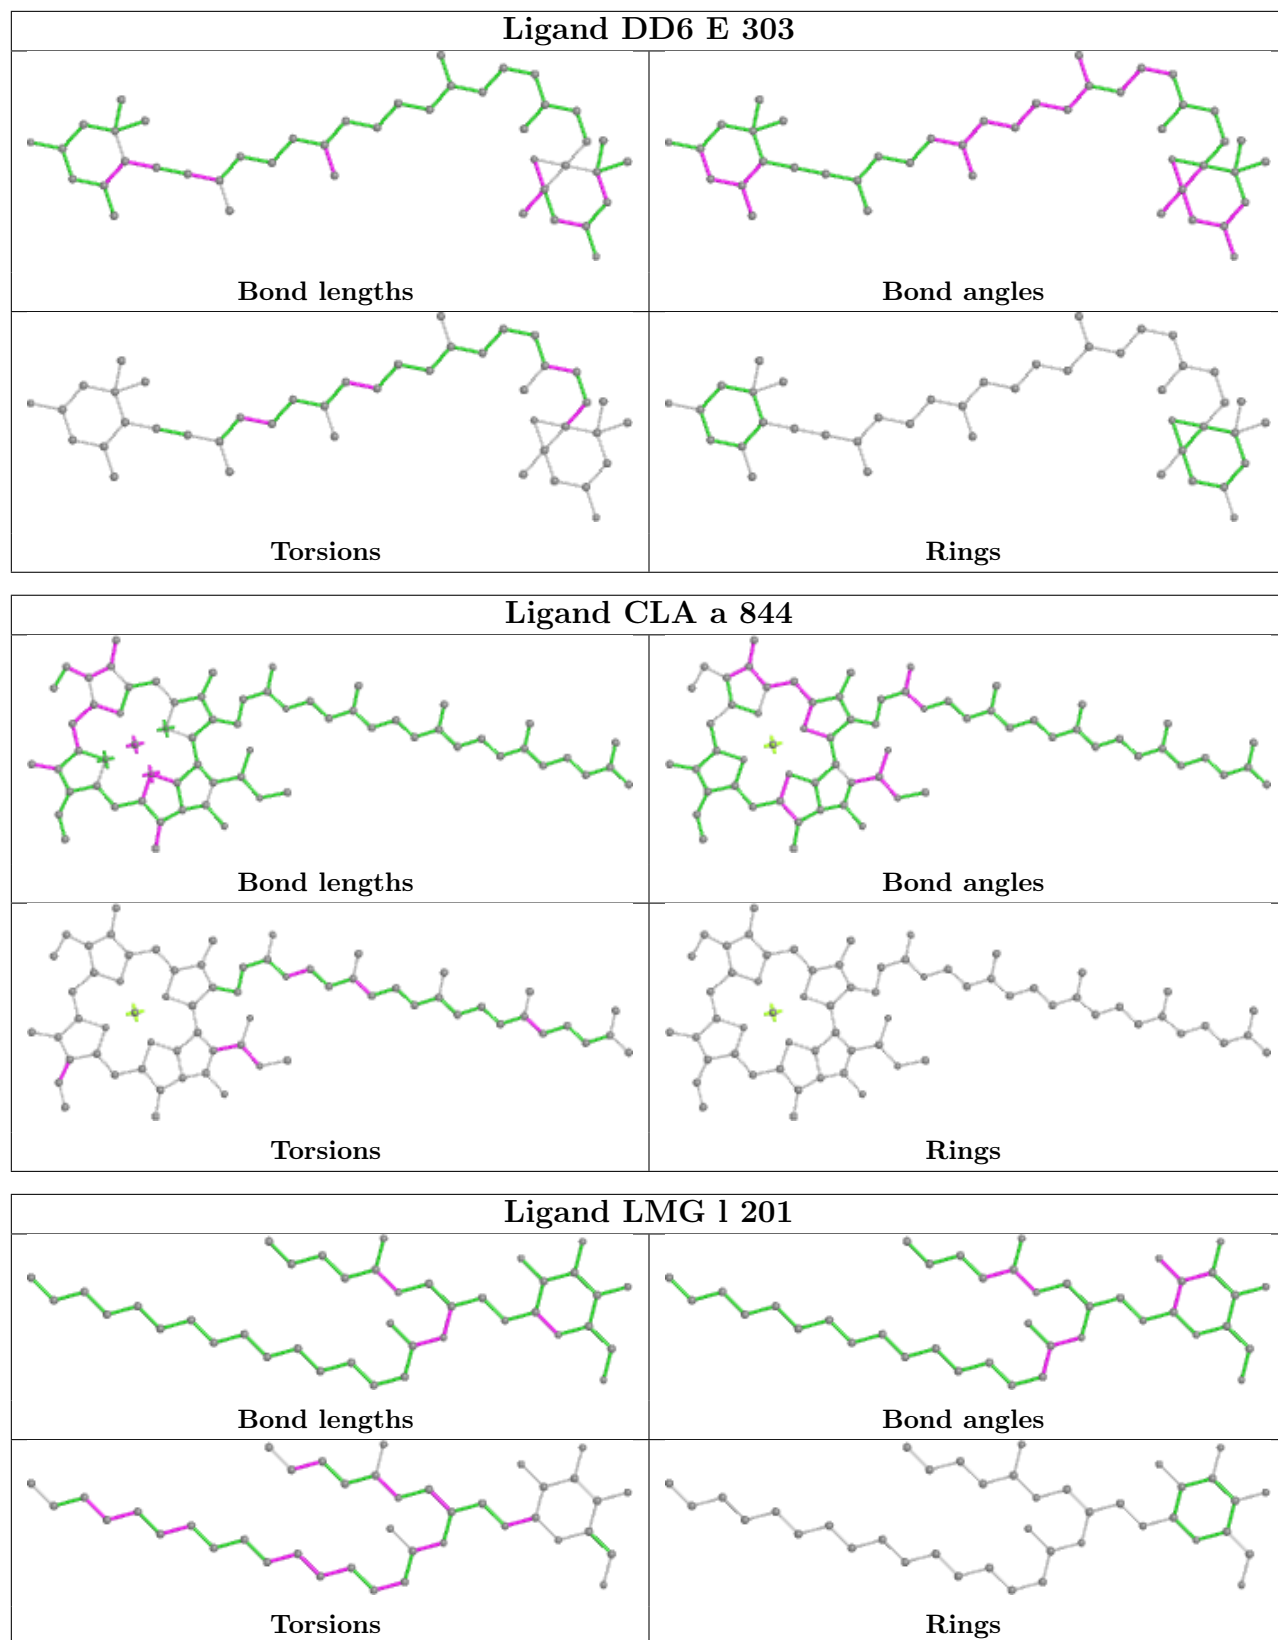 Ligand DD6 E 303
Bond lengths
Bond angles
Torsions
Rings
Ligand CLA a 844
Bond lengths
Bond angles
Torsions
Rings
Ligand LMG l 201
Bond lengths
Bond angles
Torsions
Rings